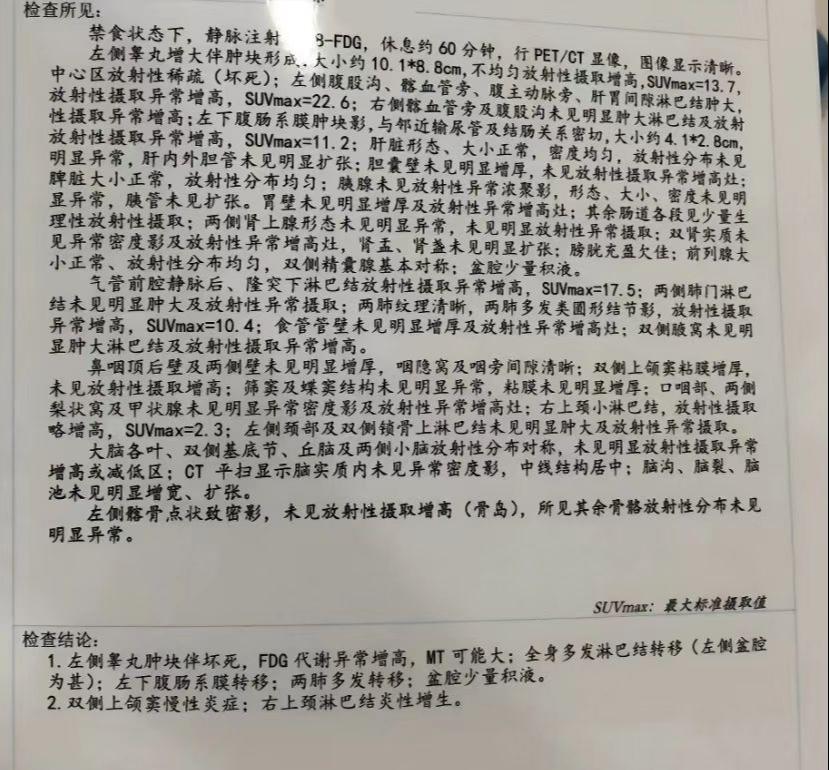 检查所见:
禁食状态下，静脉注射 8-FDG，休息约60分钟，行PET/CT显像，图像显示清晰。
左侧睾丸增大伴肿块形成，大小约10.1*8.8cm,不均匀放射性摄取增高,SUVmax=13.7,
中心区放射性稀疏（坏死）；左侧腹股沟、髂血管旁、腹主动脉旁、肝胃间隙淋巴结肿大，
放射性摄取异常增高，SUVmax=22.6；右侧髂血管旁及腹股沟未见明显肿大淋巴结及放射
性摄取异常增高;左下腹肠系膜肿块影,与邻近输尿管及结肠关系密切,大小约4.1*2.8cm,
放射性摄取异常增高，SUVmax=11.2；肝脏形态、大小正常，密度均匀，放射性分布未见
明显异常，肝内外胆管未见明显扩张；胆囊壁未见明显增厚，未见放射性摄取异常增高灶；
脾脏大小正常，放射性分布均匀；胰腺未见放射性异常浓聚影，形态、大小、密度未见明
显异常，胰管未见扩张。胃壁未见明显增厚及放射性异常增高灶；其余肠道各段见少量生
理性放射性摄取；两侧肾上腺形态未见明显异常，未见明显放射性异常摄取；双肾实质未
见异常密度影及放射性异常增高灶，肾盂、肾盏未见明显扩张；膀胱充盈欠佳；前列腺大
小正常、放射性分布均匀，双侧精囊腺基本对称；盆腔少量积液。
气管前腔静脉后、隆突下淋巴结放射性摄取异常增高，SUVmax=17.5；两侧肺门淋巴
结未见明显肿大及放射性异常摄取；两肺纹理清晰，两肺多发类圆形结节影，放射性摄取
异常增高，SUVmax=10.4；食管管壁未见明显增厚及放射性异常增高灶；双侧腋窝未见明
显肿大淋巴结及放射性摄取异常增高。
鼻咽顶后壁及两侧壁未见明显增厚，咽隐窝及咽旁间隙清晰；双侧上颌窦粘膜增厚，
未见放射性摄取增高；筛窦及蝶窦结构未见明显异常，粘膜未见明显增厚；口咽部、两侧
梨状窝及甲状腺未见明显异常密度影及放射性异常增高灶；右上颈小淋巴结，放射性摄取
略增高，SUVmax=2.3；左侧颈部及双侧锁骨上淋巴结未见明显肿大及放射性异常摄取。
大脑各叶、双侧基底节、丘脑及两侧小脑放射性分布对称，未见明显放射性摄取异常
增高或减低区；CT 平扫显示脑实质内未见异常密度影，中线结构居中；脑沟、脑裂、脑
池未见明显增宽、扩张。
左侧髂骨点状致密影，未见放射性摄取增高（骨岛），所见其余骨骼放射性分布未见
明显异常。
SUVmax：最大标准摄取值
检查结论:
1.左侧睾丸肿块伴坏死，FDG代谢异常增高，MT可能大；全身多发淋巴结转移（左侧盆腔
为甚）；左下腹肠系膜转移；两肺多发转移；盆腔少量积液。
2.双侧上颌窦慢性炎症；右上颈淋巴结炎性增生。